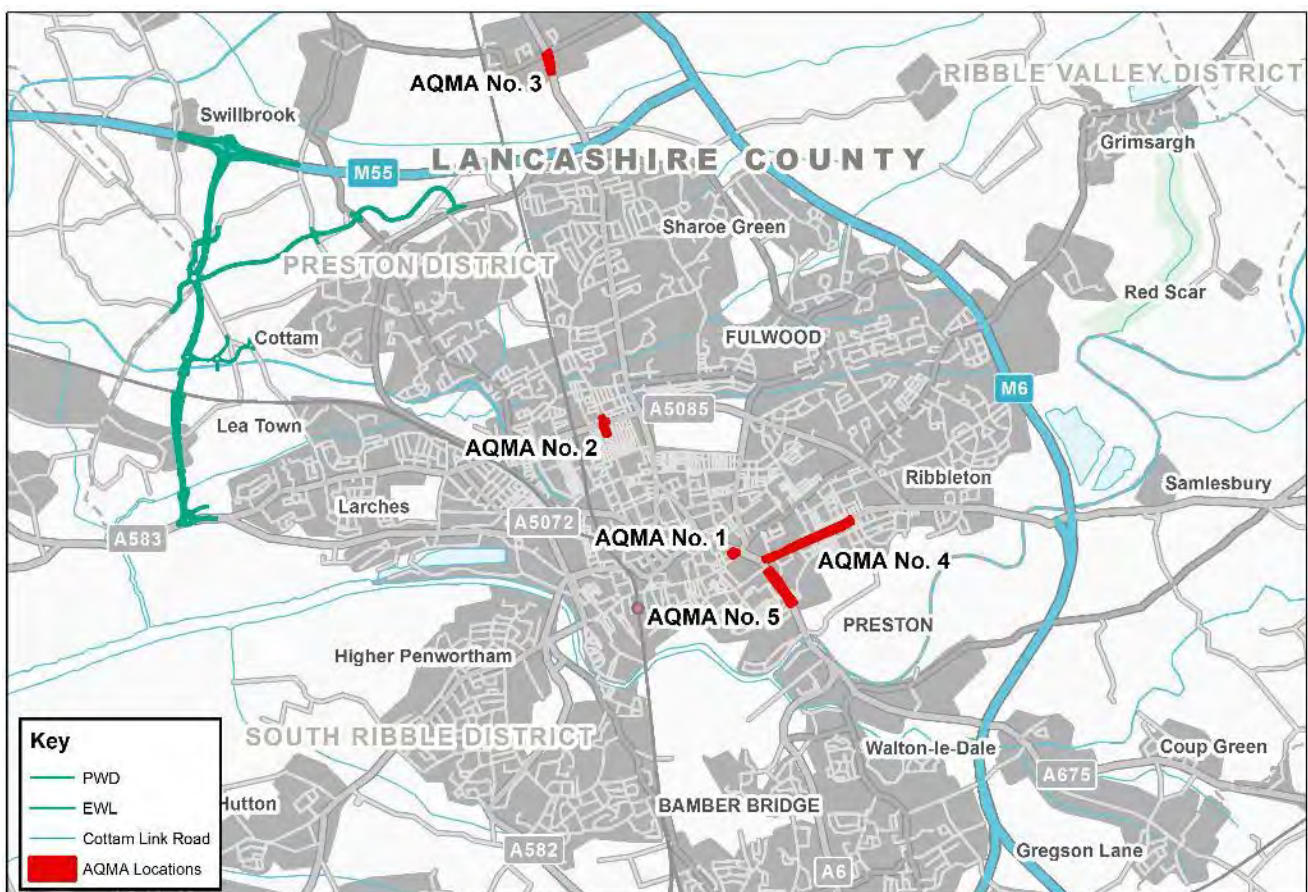 AQMA No. 3
RIBBLE VALLEY DISTRICT
Swillbrook
Grimsargh
LANCASHIRE COUNTY
M55
Sharoe Green
PRESTON DISTRICT
Red Scar
Cottam
FULWOOD
M6
A5085
Lea Town
AQMA No. 2
Ribbleton
Samlesbury
Larches
A5072
A583
AQMA No. 1
AQMA No. 4
AQMA No. 5
PRESTON
Higher Penwortham
SOUTH RIBBLE DISTRICT
Walton-le-Dale
Coup Green
A675
Hutton
BAMBER BRIDGE
A582
Gregson Lane
A6
Key
PWD
EWL
Cottam Link Road
AQMA Locations